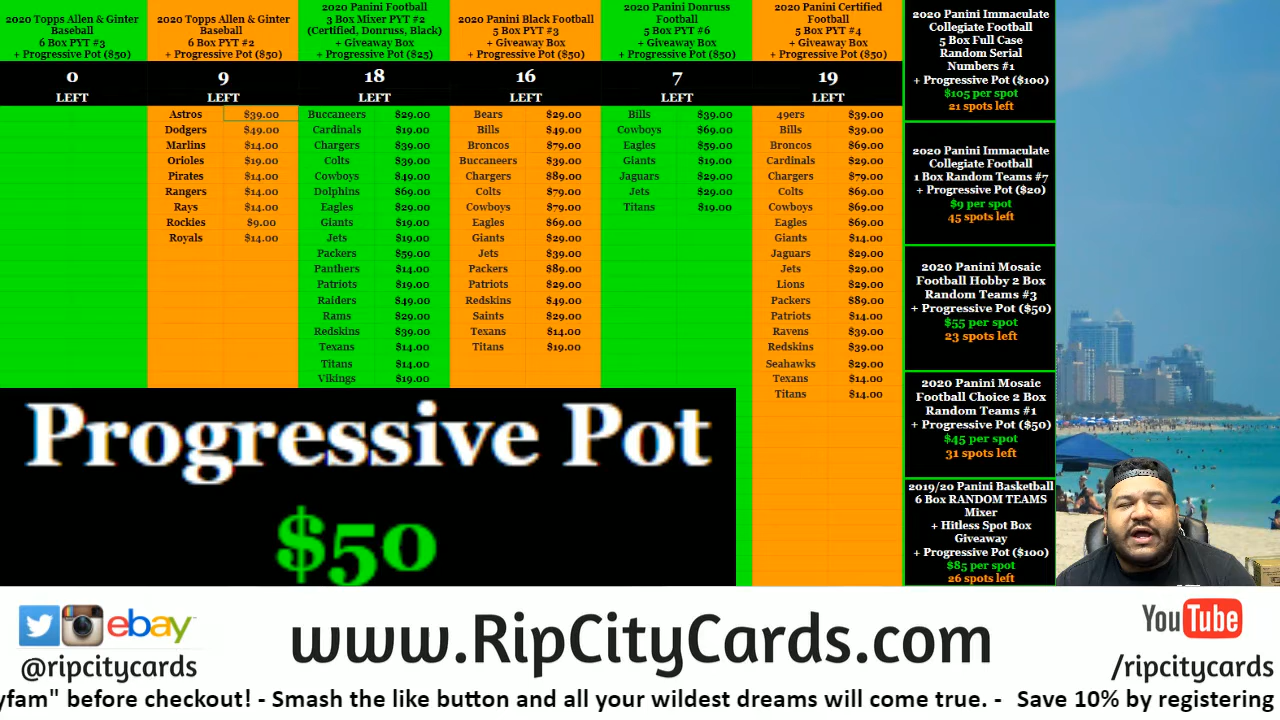 2020 Topps Allen & Ginter
Baseball
6 Box PYT #3
+ Progressive Pot ($50)
0
LEFT
2020 Topps Allen & Ginter
Baseball
6 Box PYT #2
+ Progressive Pot ($50)
9
LEFT
Astros $39.00
Dodgers $49.00
Marlins $14.00
Orioles $19.00
Pirates $14.00
Rangers $14.00
Rays $14.00
Rockies $9.00
Royals $14.00
2020 Panini Football
3 Box Mixer PYT #2
(Certified, Donruss, Black)
+ Giveaway Box
+ Progressive Pot ($25)
18
LEFT
Buccaneers $29.00
Cardinals $19.00
Chargers $39.00
Colts $39.00
Cowboys $49.00
Dolphins $69.00
Eagles $29.00
Giants $19.00
Jets $19.00
Packers $59.00
Panthers $14.00
Patriots $19.00
Raiders $49.00
Rams $29.00
Redskins $39.00
Texans $14.00
Titans $14.00
Vikings $19.00
2020 Panini Black Football
5 Box PYT #3
+ Giveaway Box
+ Progressive Pot ($50)
16
LEFT
Bears $29.00
Bills $49.00
Broncos $79.00
Buccaneers $39.00
Chargers $89.00
Colts $79.00
Cowboys $79.00
Eagles $69.00
Giants $29.00
Jets $39.00
Packers $89.00
Patriots $29.00
Redskins $49.00
Saints $29.00
Texans $14.00
Titans $19.00
2020 Panini Donruss
Football
5 Box PYT #6
+ Giveaway Box
+ Progressive Pot ($50)
7
LEFT
Bills $39.00
Cowboys $69.00
Eagles $59.00
Giants $19.00
Jaguars $29.00
Jets $29.00
Titans $19.00
2020 Panini Certified
Football
5 Box PYT #4
+ Giveaway Box
+ Progressive Pot ($50)
19
LEFT
49ers $39.00
Bills $39.00
Broncos $69.00
Cardinals $29.00
Chargers $79.00
Colts $69.00
Cowboys $69.00
Eagles $69.00
Giants $14.00
Jaguars $29.00
Jets $29.00
Lions $29.00
Packers $89.00
Patriots $14.00
Ravens $39.00
Redskins $39.00
Seahawks $29.00
Texans $14.00
Titans $14.00
2020 Panini Immaculate
Collegiate Football
5 Box Full Case
Random Serial
Numbers #1
+ Progressive Pot ($100)
$105 per spot
21 spots left
2020 Panini Immaculate
Collegiate Football
1 Box Random Teams #7
+ Progressive Pot ($20)
$9 per spot
45 spots left
2020 Panini Mosaic
Football Hobby 2 Box
Random Teams #3
+ Progressive Pot ($50)
$55 per spot
23 spots left
2020 Panini Mosaic
Football Choice 2 Box
Random Teams #1
+ Progressive Pot ($50)
$45 per spot
31 spots left
2019/20 Panini Basketball
6 Box RANDOM TEAMS
Mixer
+ Hitless Spot Box
Giveaway
+ Progressive Pot ($100)
$85 per spot
26 spots left
Progressive Pot
$50
ebay
@ripcitycards
www.RipCityCards.com
YouTube
/ripcitycards
yfam" before checkout! - Smash the like button and all your wildest dreams will come true. - Save 10% by registering